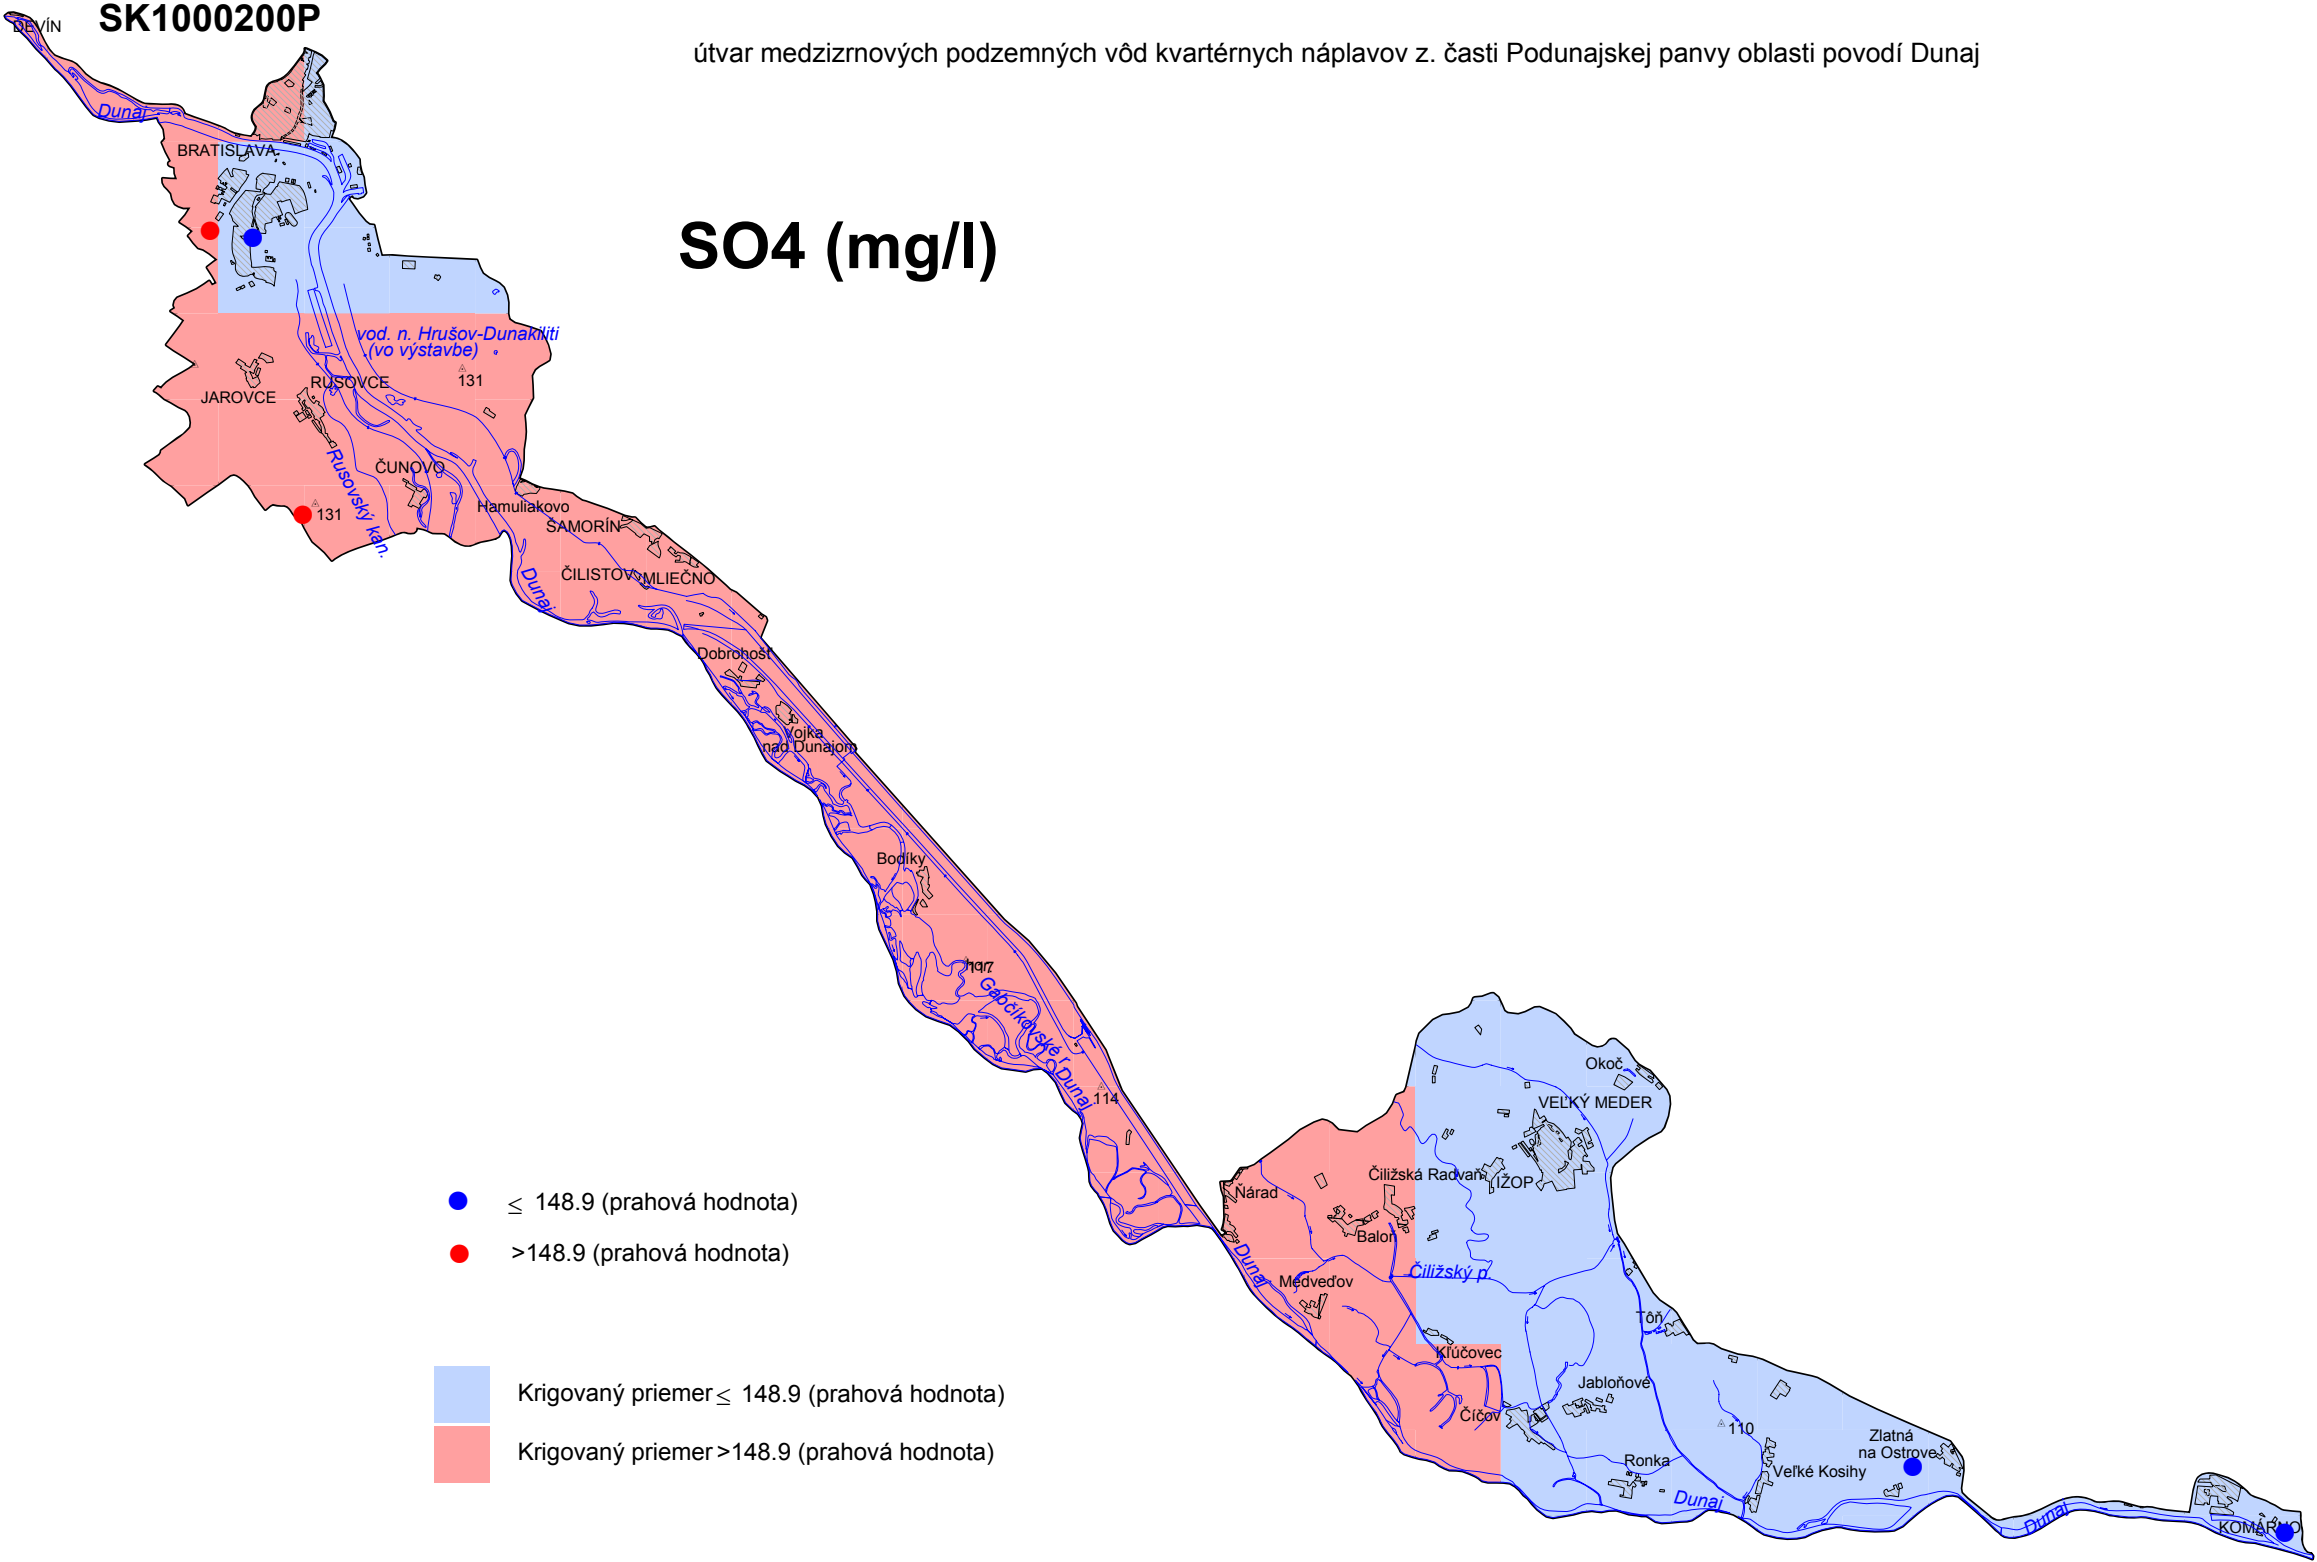 SK1000200P
DEVÍN
útvar medzizrnových podzemných vôd kvartérnych náplavov z. časti Podunajskej panvy oblasti povodí Dunaj
Dunaj
BRATISLAVA
SO4 (mg/l)
vod. n. Hrušov-Dunakiliti
(vo výstavbe)
131
RUSOVCE
JAROVCE
Rusovský kan.
ČUNOVO
131
Hamuliakovo
ŠAMORÍN
Dunaj
ČILISTOV
MLIEČNO
Dobrohošť
Vojka
nad Dunajom
Bodíky
117
Gabčíkovské r.
Dunaj
114
Okoč
VEĽKÝ MEDER
Čiližská Radvaň
IŽOP
Ňárad
Baloň
Dunaj
Medveďov
Čiližský p.
Tôň
Kľúčovec
Jabloňové
Číčov
110
Zlatná
na Ostrove
Ronka
Veľké Kosihy
Dunaj
Dunaj
KOMÁRNO
≤ 148.9 (prahová hodnota)
>148.9 (prahová hodnota)
Krigovaný priemer ≤ 148.9 (prahová hodnota)
Krigovaný priemer >148.9 (prahová hodnota)